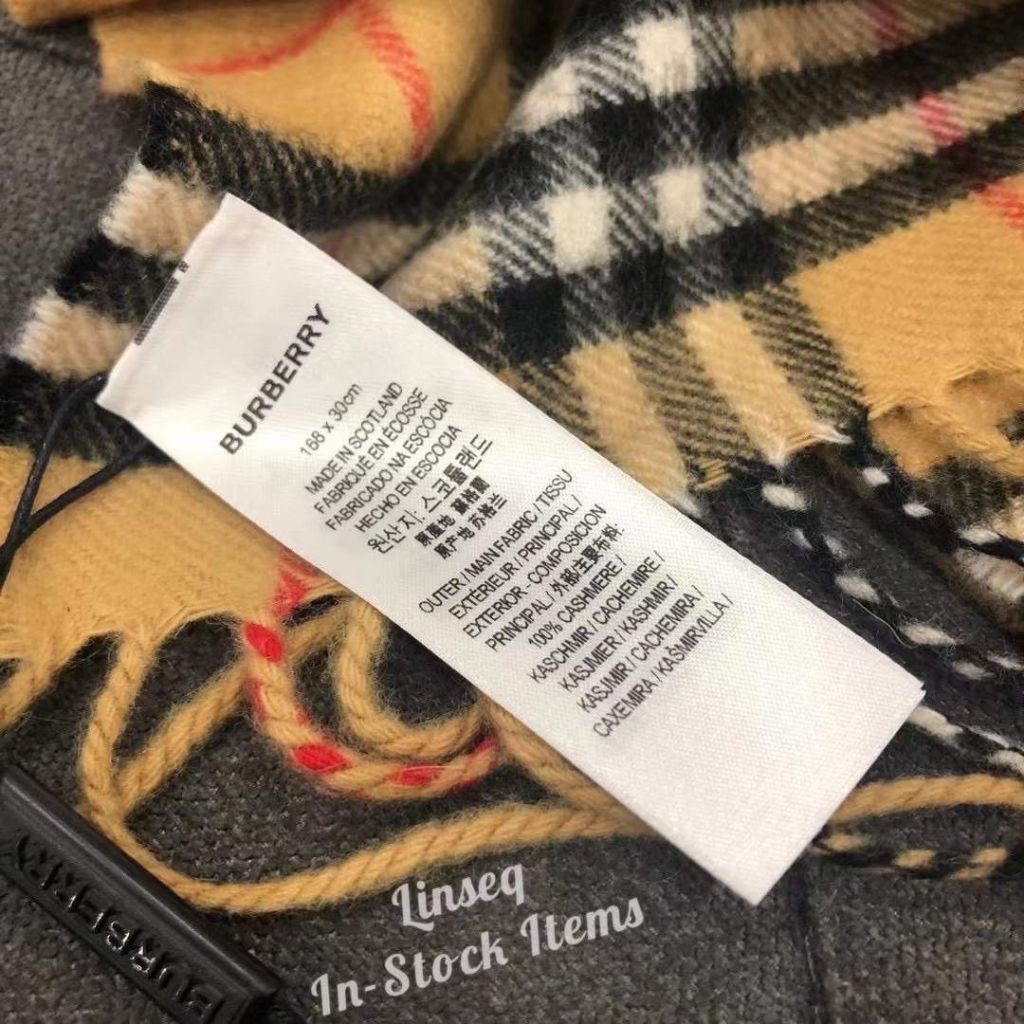 BURBERRY
168 x 30cm
MADE IN SCOTLAND
FABRIQUÉ EN ÉCOSSE
FABRICADO NA ESCÓCIA
HECHO EN ESCOCIA
원산지: 스코틀랜드
原產地 蘇格蘭
原产地 苏格兰
OUTER / MAIN FABRIC / TISSU
EXTÉRIEUR / PRINCIPAL /
EXTERIOR - COMPOSICION
PRINCIPAL / 外部/主要布料:
100% CASHMERE /
KASCHMIR / CACHEMIRE /
KASJMIER / KASHMIR /
KASJMIR / CACHEMIRA /
CAXEMIRA / KAŠMIRVILLA /
BURBERRY
Linseq
In-Stock Items